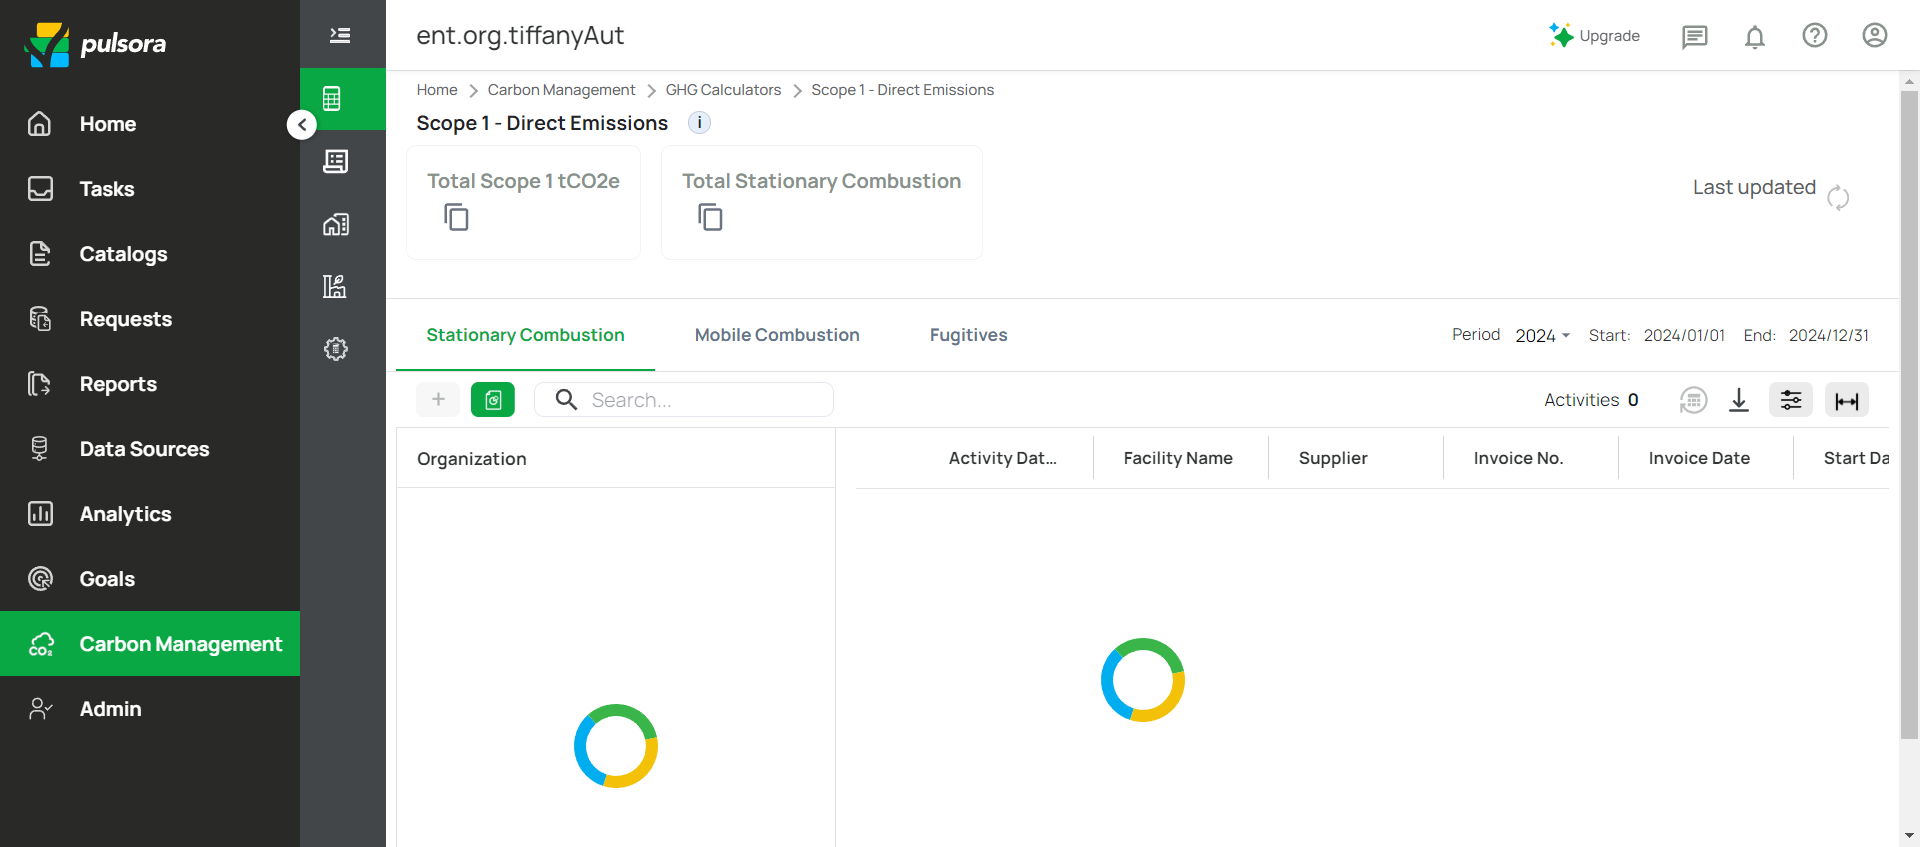 pulsora
Home
Tasks
Catalogs
Requests
Reports
Data Sources
Analytics
Goals
CO₂
Carbon Management
Admin
ent.org.tiffanyAut
Upgrade
Home > Carbon Management > GHG Calculators > Scope 1 - Direct Emissions
Scope 1 - Direct Emissions i
Total Scope 1 tCO2e
Total Stationary Combustion
Last updated
Stationary Combustion
Mobile Combustion
Fugitives
Period 2024 Start: 2024/01/01 End: 2024/12/31
Search...
Activities 0
Organization
Activity Dat...
Facility Name
Supplier
Invoice No.
Invoice Date
Start Da